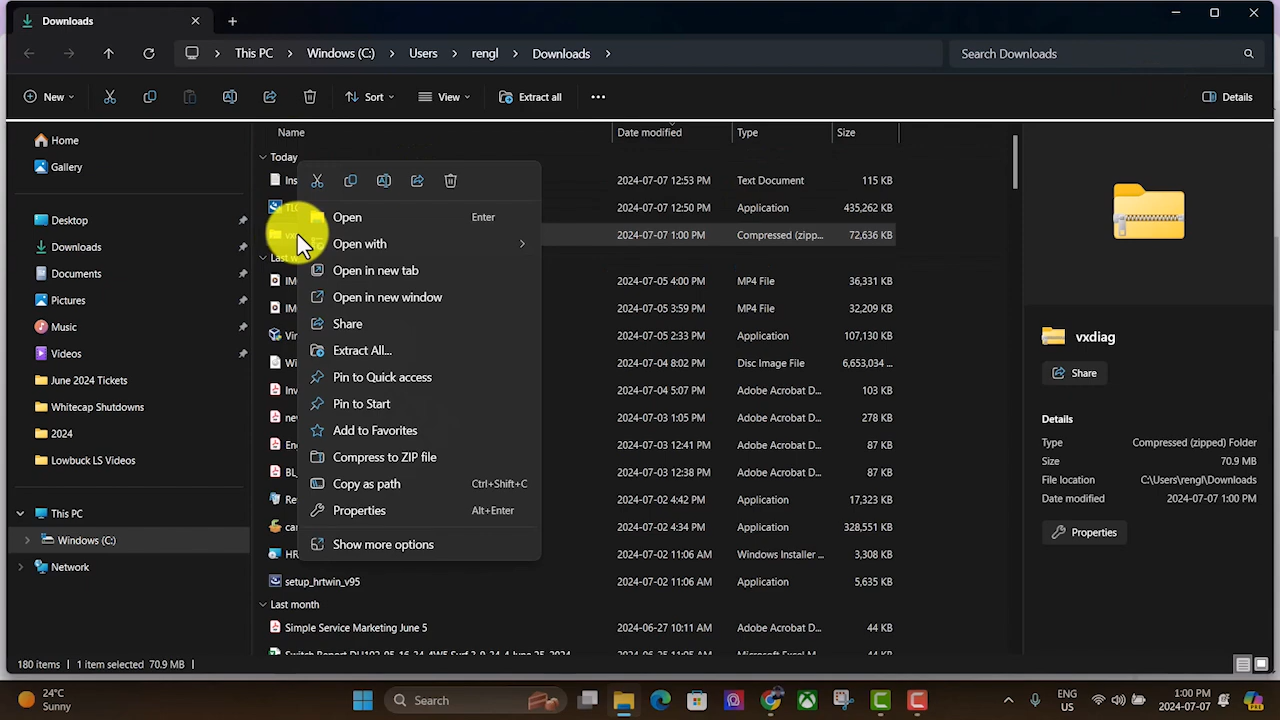 Downloads
This PC Windows (C:) Users rengl Downloads
Search Downloads
New
Sort
View
Extract all
Details
Home
Gallery
Desktop
Downloads
Documents
Pictures
Music
Videos
June 2024 Tickets
Whitecap Shutdowns
2024
Lowbuck LS Videos
This PC
Windows (C:)
Network
Name Date modified Type Size
Today
Ins 2024-07-07 12:53 PM Text Document 115 KB
2024-07-07 12:50 PM Application 435,262 KB
2024-07-07 1:00 PM Compressed (zipp... 72,636 KB
Last w
IM 2024-07-05 4:00 PM MP4 File 36,331 KB
IM 2024-07-05 3:59 PM MP4 File 32,209 KB
Vir 2024-07-05 2:33 PM Application 107,130 KB
Wi 2024-07-04 8:02 PM Disc Image File 6,653,034 ...
Inv 2024-07-04 5:07 PM Adobe Acrobat D... 103 KB
nev 2024-07-03 1:05 PM Adobe Acrobat D... 278 KB
En 2024-07-03 12:41 PM Adobe Acrobat D... 87 KB
BL_ 2024-07-03 12:38 PM Adobe Acrobat D... 87 KB
Re 2024-07-02 4:42 PM Application 17,323 KB
car 2024-07-02 4:34 PM Application 328,551 KB
HR 2024-07-02 11:06 AM Windows Installer ... 3,308 KB
setup_hrtwin_v95 2024-07-02 11:06 AM Application 5,635 KB
Last month
Simple Service Marketing June 5 2024-06-27 10:11 AM Adobe Acrobat D... 44 KB
Open Enter
Open with
Open in new tab
Open in new window
Share
Extract All...
Pin to Quick access
Pin to Start
Add to Favorites
Compress to ZIP file
Copy as path Ctrl+Shift+C
Properties Alt+Enter
Show more options
vxdiag
Share
Details
Type Compressed (zipped) Folder
Size 70.9 MB
File location C:\Users\rengl\Downloads
Date modified 2024-07-07 1:00 PM
Properties
180 items 1 item selected 70.9 MB
24°C
Sunny
Search
ENG
US
1:00 PM
2024-07-07